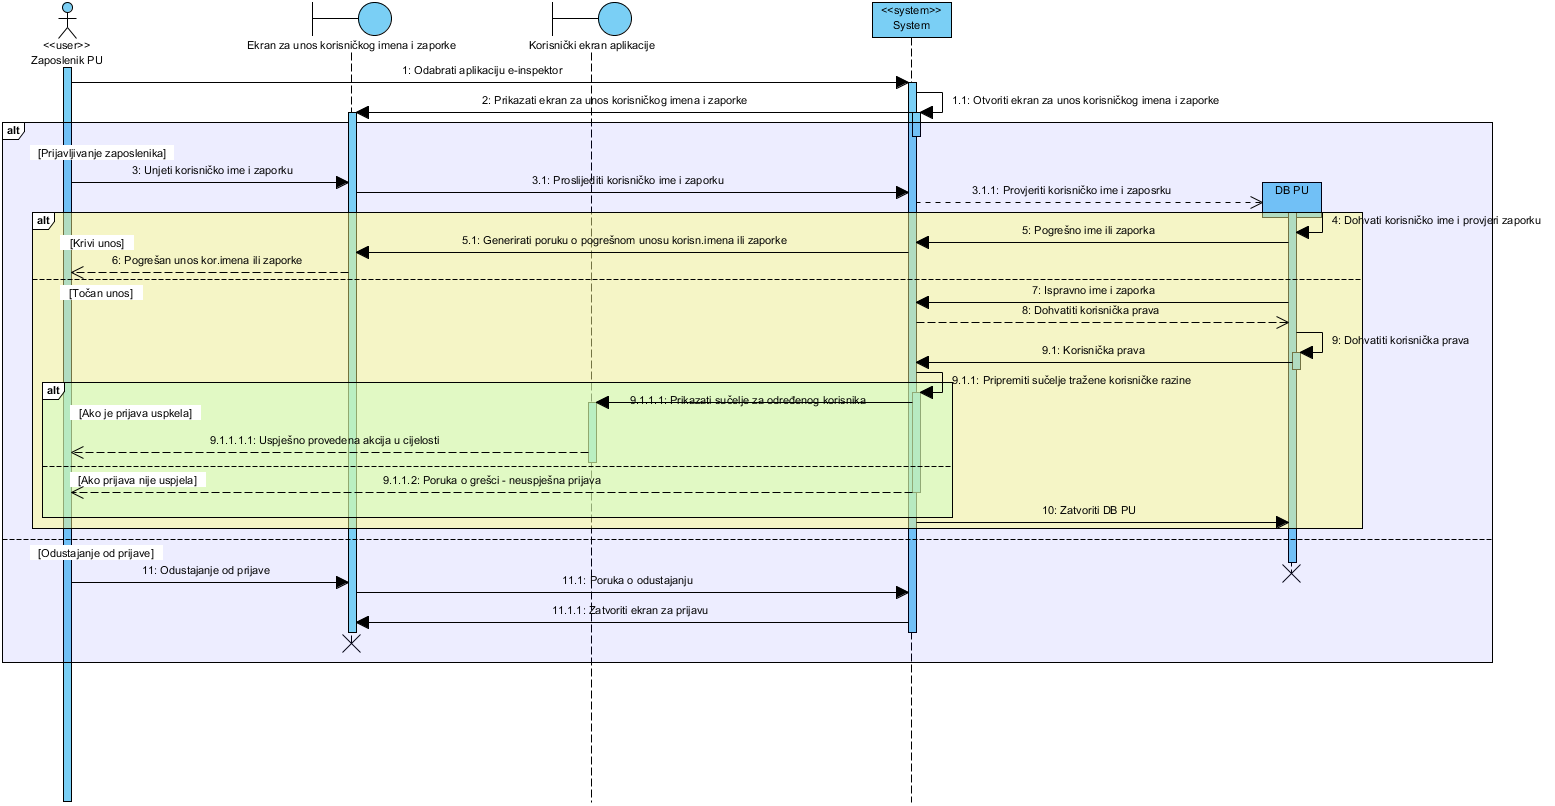 <<user>>
Zaposlenik PU
Ekran za unos korisničkog imena i zaporke
Korisnički ekran aplikacije
<<system>>
System
1: Odabrati aplikaciju e-inspektor
2: Prikazati ekran za unos korisničkog imena i zaporke
1.1: Otvoriti ekran za unos korisničkog imena i zaporke
alt
[Prijavljivanje zaposlenika]
3: Unjeti korisničko ime i zaporku
3.1: Proslijediti korisničko ime i zaporku
3.1.1: Provjeriti korisničko ime i zaposrku
DB PU
alt
4: Dohvati korisničko ime i provjeri zaporku
[Krivi unos]
5.1: Generirati poruku o pogrešnom unosu korisn.imena ili zaporke
5: Pogrešno ime ili zaporka
6: Pogrešan unos kor.imena ili zaporke
[Točan unos]
7: Ispravno ime i zaporka
8: Dohvatiti korisnička prava
9: Dohvatiti korisnička prava
9.1: Korisnička prava
9.1.1: Pripremiti sučelje tražene korisničke razine
alt
9.1.1.1: Prikazati sučelje za određenog korisnika
[Ako je prijava uspkela]
9.1.1.1.1: Uspješno provedena akcija u cijelosti
[Ako prijava nije uspjela]
9.1.1.2: Poruka o grešci - neuspješna prijava
10: Zatvoriti DB PU
[Odustajanje od prijave]
11: Odustajanje od prijave
11.1: Poruka o odustajanju
11.1.1: Zatvoriti ekran za prijavu